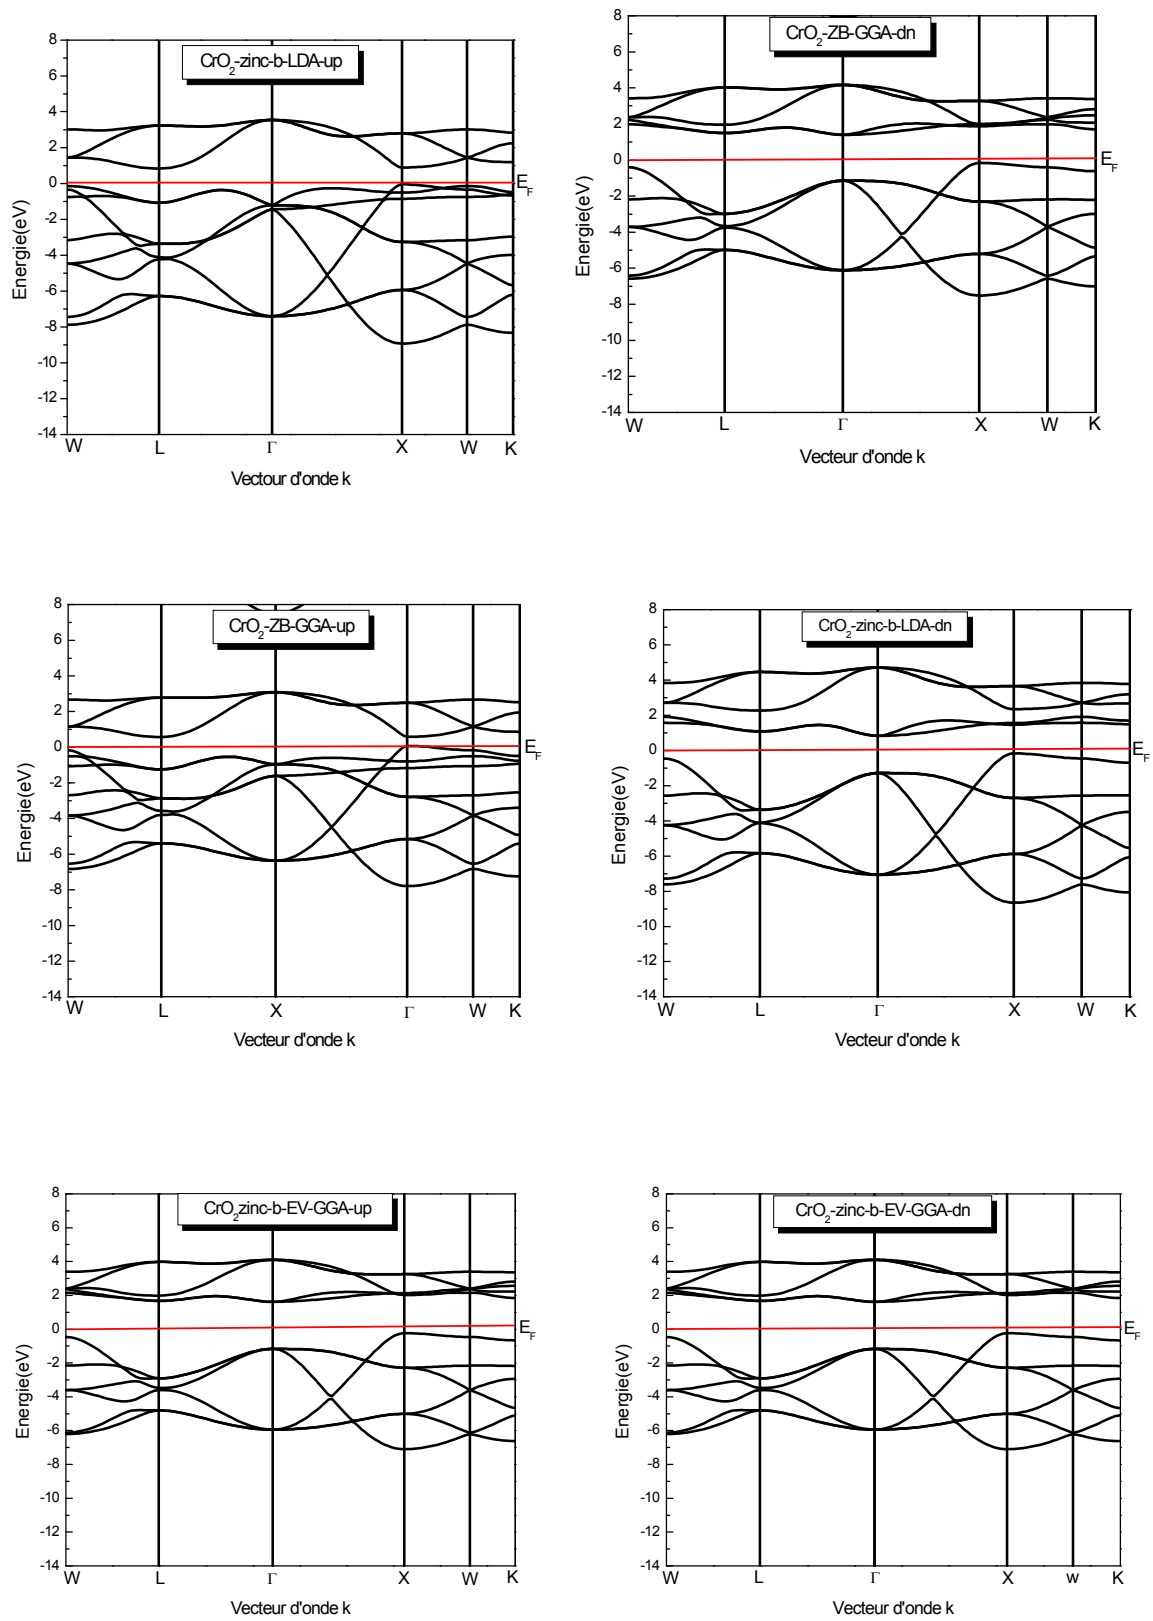 CrO2-zinc-b-LDA-up
8
6
4
2
0
-2
-4
-6
-8
-10
-12
-14
Energie(eV)
EF
W L Γ X W K
Vectour d'onde k
CrO2-ZB-GGA-dn
8
6
4
2
0
-2
-4
-6
-8
-10
-12
-14
Energie(eV)
EF
W L Γ X W K
Vecteur d'onde k
CrO2-ZB-GGA-up
8
6
4
2
0
-2
-4
-6
-8
-10
-12
-14
Energie(eV)
EF
W L X Γ W K
Vecteur d'onde k
CrO2-zinc-b-LDA-dn
8
6
4
2
0
-2
-4
-6
-8
-10
-12
-14
Energie(eV)
EF
W L Γ X W K
Vecteur d'onde k
CrO2zinc-b-EV-GGA-up
8
6
4
2
0
-2
-4
-6
-8
-10
-12
-14
Energie(eV)
EF
W L Γ X W K
Vecteur d'onde k
CrO2-zinc-b-EV-GGA-dn
8
6
4
2
0
-2
-4
-6
-8
-10
-12
-14
Energie(eV)
EF
W L Γ X w K
Vecteur d'onde k